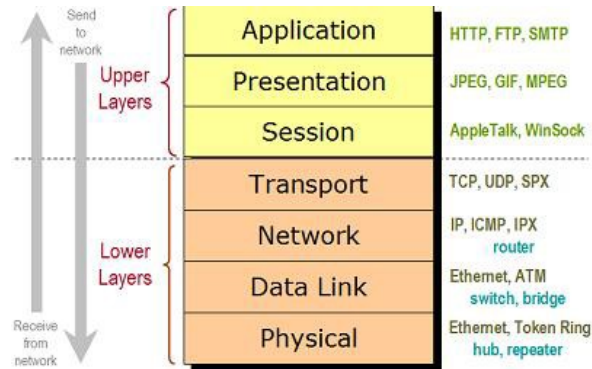 Send
to
network
Upper
Layers
Application
HTTP, FTP, SMTP
Presentation
JPEG, GIF, MPEG
Session
AppleTalk, WinSock
Lower
Layers
Transport
TCP, UDP, SPX
Network
IP, ICMP, IPX
router
Data Link
Ethernet, ATM
switch, bridge
Physical
Ethernet, Token Ring
hub, repeater
Receive
from
network